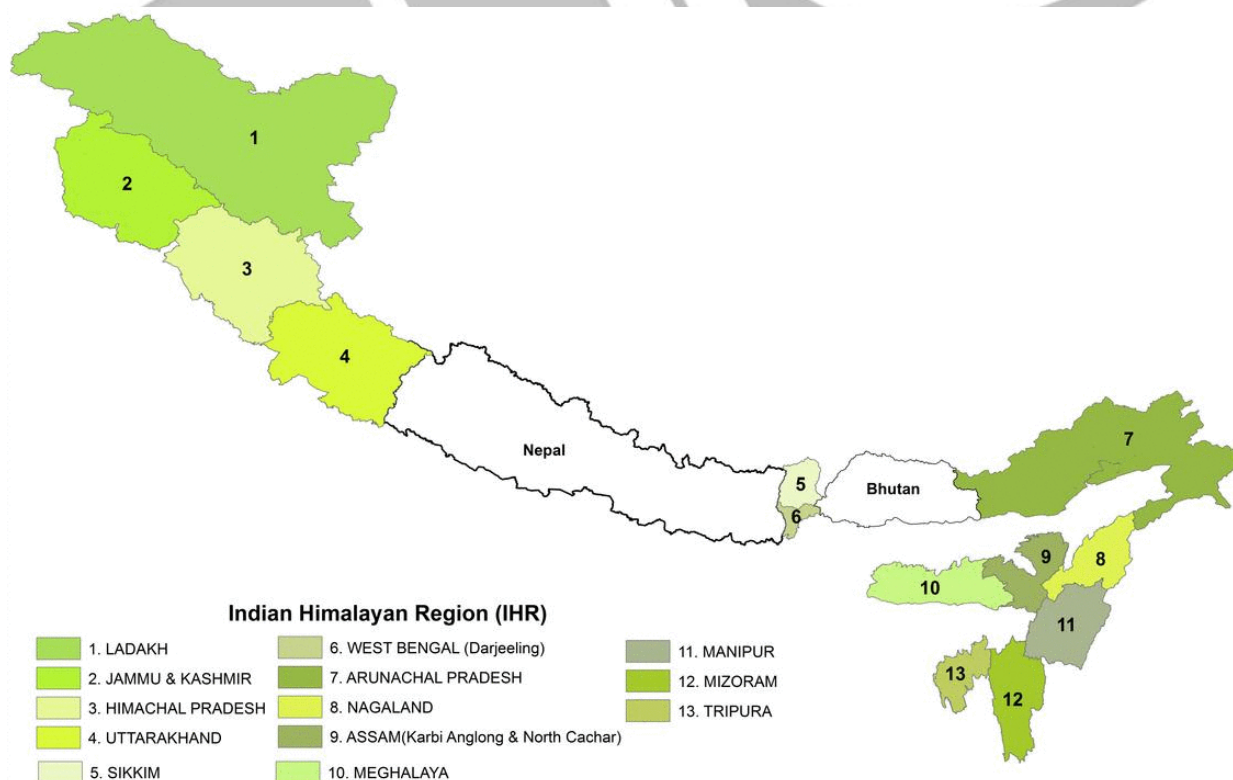 1
2
3
4
Nepal
5
6
Bhutan
7
8
9
10
11
12
13
Indian Himalayan Region (IHR)
1. LADAKH
2. JAMMU & KASHMIR
3. HIMACHAL PRADESH
4. UTTARAKHAND
5. SIKKIM
6. WEST BENGAL (Darjeeling)
7. ARUNACHAL PRADESH
8. NAGALAND
9. ASSAM(Karbi Anglong & North Cachar)
10. MEGHALAYA
11. MANIPUR
12. MIZORAM
13. TRIPURA